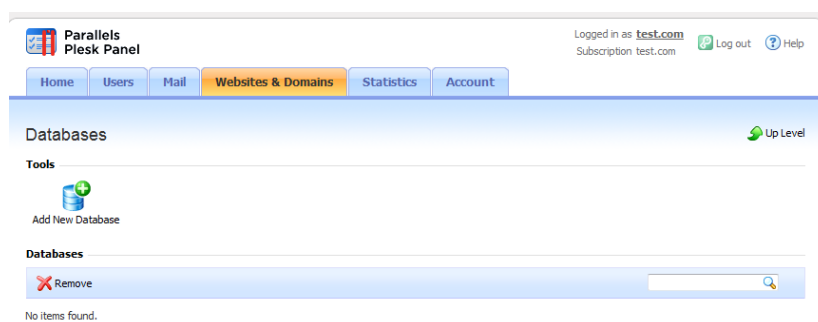 Parallels
Plesk Panel
Logged in as test.com
Subscription test.com
Log out
Help
Home
Users
Mail
Websites & Domains
Statistics
Account
Databases
Up Level
Tools
Add New Database
Databases
Remove
No items found.